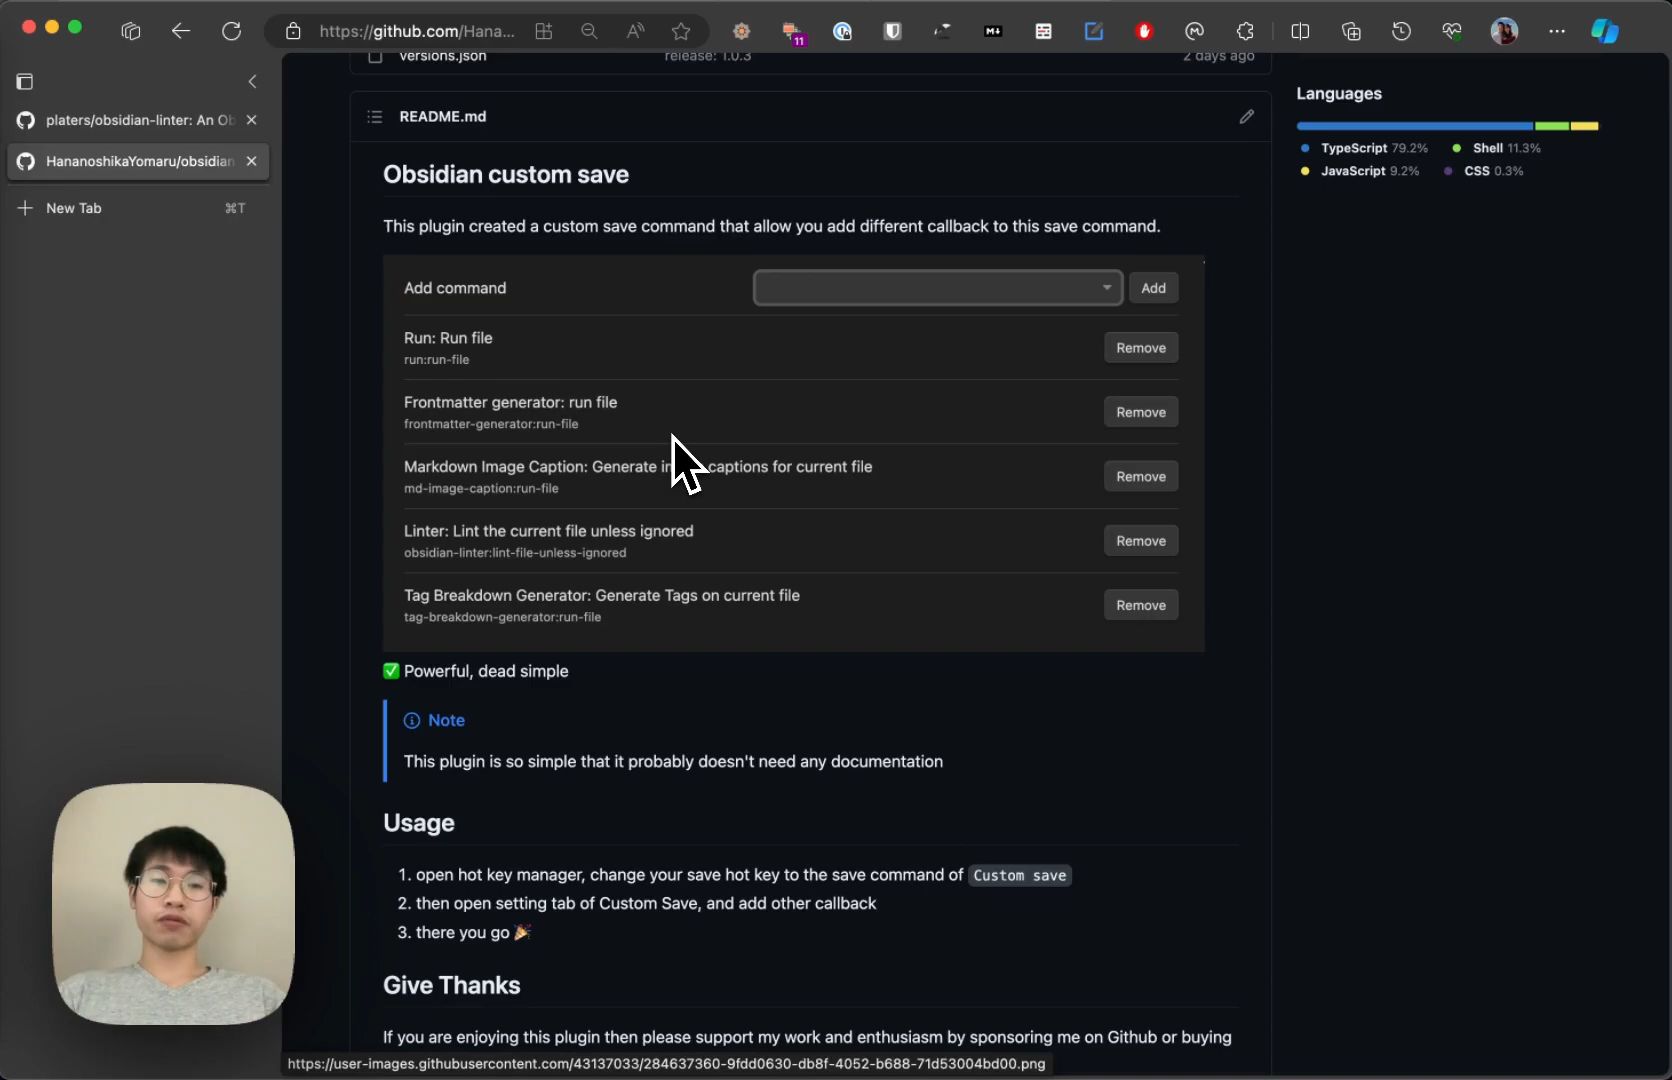 https://github.com/Hana...
11
platers/obsidian-linter: An Ob
HananoshikaYomaru/obsidian
New Tab
⌘T
versions.json
release: 1.0.3
2 days ago
README.md
Obsidian custom save
This plugin created a custom save command that allow you add different callback to this save command.
Add command
Add
Run: Run file
run:run-file
Remove
Frontmatter generator: run file
frontmatter-generator:run-file
Remove
Markdown Image Caption: Generate captions for current file
md-image-caption:run-file
Remove
Linter: Lint the current file unless ignored
obsidian-linter:lint-file-unless-ignored
Remove
Tag Breakdown Generator: Generate Tags on current file
tag-breakdown-generator:run-file
Remove
✅ Powerful, dead simple
Note
This plugin is so simple that it probably doesn't need any documentation
Usage
1. open hot key manager, change your save hot key to the save command of Custom save
2. then open setting tab of Custom Save, and add other callback
3. there you go 🎉
Give Thanks
If you are enjoying this plugin then please support my work and enthusiasm by sponsoring me on Github or buying
https://user-images.githubusercontent.com/43137033/284637360-9fdd0630-db8f-4052-b688-71d53004bd00.png
Languages
TypeScript 79.2%
Shell 11.3%
JavaScript 9.2%
CSS 0.3%